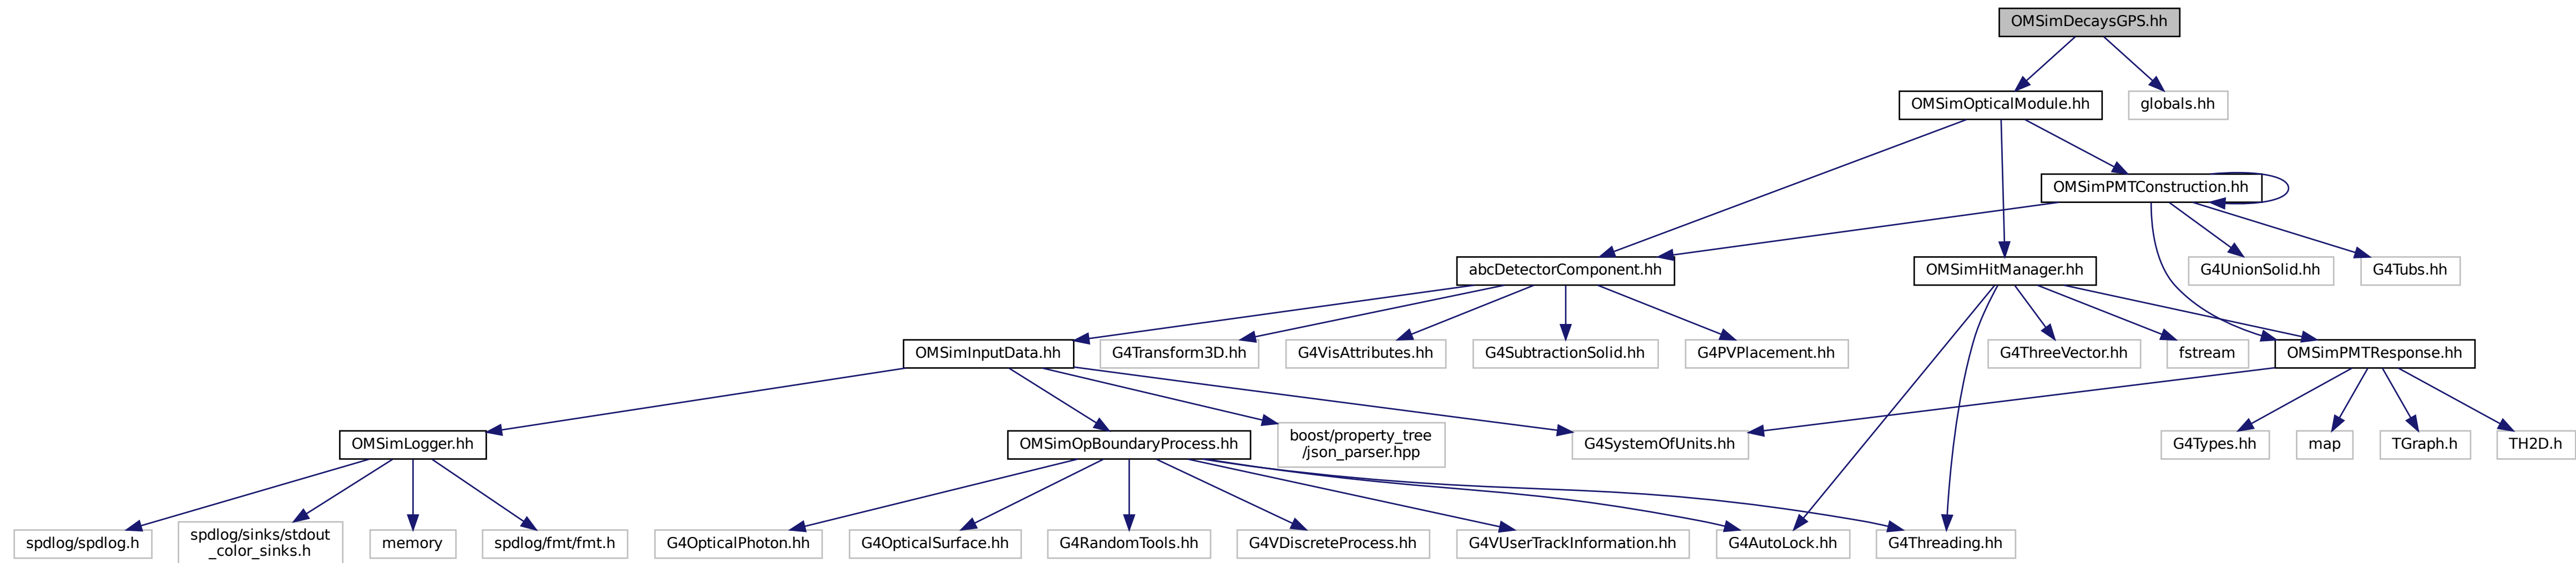 OMSimDecaysGPS.hh
OMSimOpticalModule.hh
globals.hh
OMSimPMTConstruction.hh
abcDetectorComponent.hh
OMSimHitManager.hh
G4UnionSolid.hh
G4Tubs.hh
OMSimInputData.hh
G4Transform3D.hh
G4VisAttributes.hh
G4SubtractionSolid.hh
G4PVPlacement.hh
G4ThreeVector.hh
fstream
OMSimPMTResponse.hh
OMSimLogger.hh
OMSimOpBoundaryProcess.hh
boost/property_tree
/json_parser.hpp
G4SystemOfUnits.hh
G4Types.hh
map
TGraph.h
TH2D.h
spdlog/spdlog.h
spdlog/sinks/stdout
_color_sinks.h
memory
spdlog/fmt/fmt.h
G4OpticalPhoton.hh
G4OpticalSurface.hh
G4RandomTools.hh
G4VDiscreteProcess.hh
G4VUserTrackInformation.hh
G4AutoLock.hh
G4Threading.hh